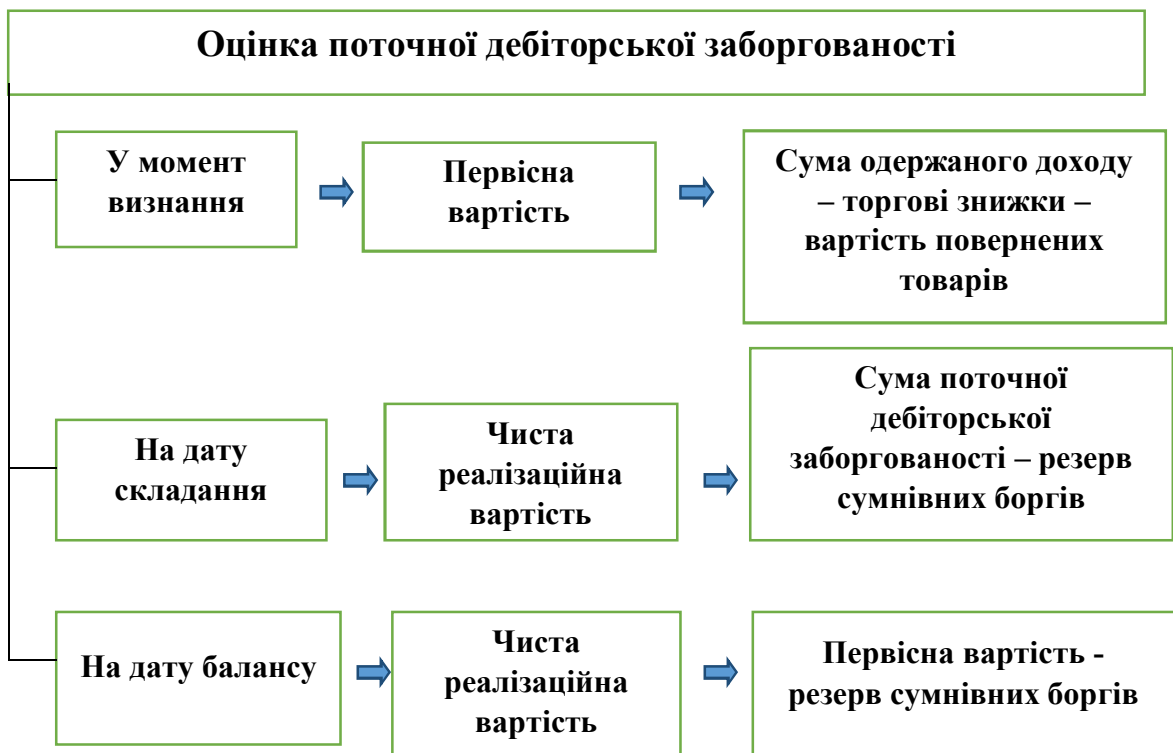 Оцінка поточної дебіторської заборгованості
У момент
визнання
Первісна
вартість
Сума одержаного доходу
– торгові знижки –
вартість повернених
товарів
На дату
складання
Чиста
реалізаційна
вартість
Сума поточної
дебіторської
заборгованості – резерв
сумнівних боргів
На дату балансу
Чиста
реалізаційна
вартість
Первісна вартість -
резерв сумнівних боргів